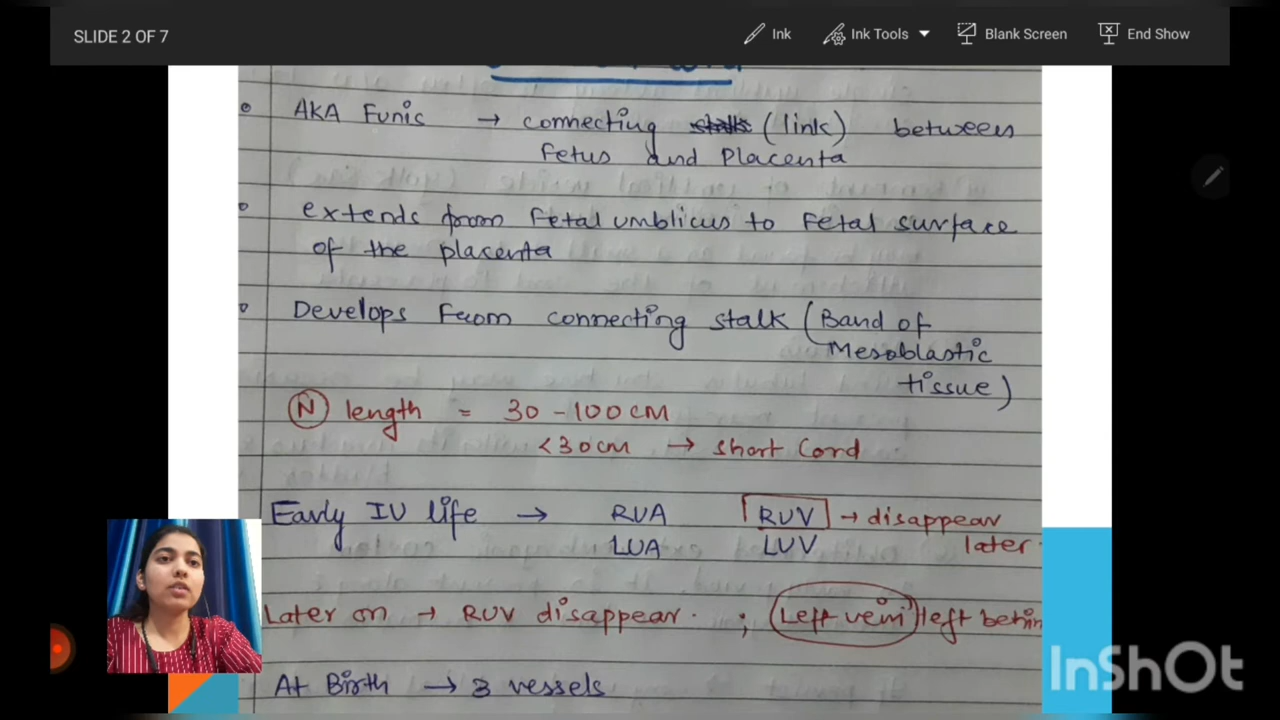 SLIDE 2 OF 7 Ink Ink Tools Blank Screen End Show
AKA Funis → connecting (link) between
Fetus and Placenta
extends from Fetal umblicus to Fetal surface
of the placenta
Develops From connecting stalk (Band of
Mesoblastic
tissue)
(N) length = 30 - 100 CM
<30 cm → short Cord
Early IU life → RUA RUV → disappear
LUA LUV later.
Later on → RUV disappear. ; Left vein left behin
At Birth → 3 vessels
InShOt